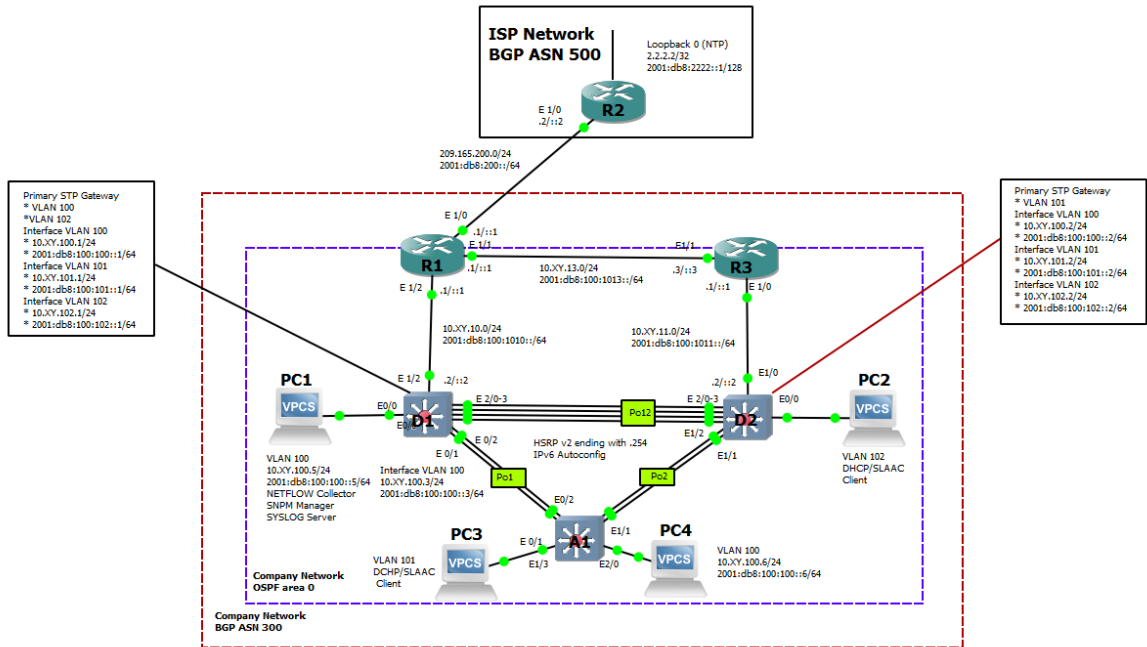 ISP Network
BGP ASN 500
Loopback 0 (NTP)
2.2.2.2/32
2001:db8:2222::1/128
R2
E 1/0
.2/::2
209.165.200.0/24
2001:db8:200::/64
Primary STP Gateway
* VLAN 100
*VLAN 102
Interface VLAN 100
* 10.XY.100.1/24
* 2001:db8:100:100::1/64
Interface VLAN 101
* 10.XY.101.1/24
* 2001:db8:100:101::1/64
Interface VLAN 102
* 10.XY.102.1/24
* 2001:db8:100:102::1/64
Primary STP Gateway
* VLAN 101
Interface VLAN 100
* 10.XY.100.2/24
* 2001:db8:100:100::2/64
Interface VLAN 101
* 10.XY.101.2/24
* 2001:db8:100:101::2/64
Interface VLAN 102
* 10.XY.102.2/24
* 2001:db8:100:102::2/64
E 1/0
.1/::1
E 1/1
R1
.1/::1
E 1/2
.1/::1
10.XY.13.0/24
2001:db8:100:1013::/64
E1/1
.3/::3
R3
.1/::1
E 1/0
10.XY.10.0/24
2001:db8:100:1010::/64
10.XY.11.0/24
2001:db8:100:1011::/64
E 1/2
.2/::2
E1/0
.2/::2
PC1
VPCS
E0/0
E0/0
D1
E 2/0-3
Po12
E 2/0-3
D2
E0/0
PC2
VPCS
E 0/2
E 0/1
HSRP v2 ending with .254
IPv6 Autoconfig
E1/2
E1/1
VLAN 100
10.XY.100.5/24
2001:db8:100:100::5/64
NETFLOW Collector
SNPM Manager
SYSLOG Server
Interface VLAN 100
10.XY.100.3/24
2001:db8:100:100::3/64
Po1
Po2
VLAN 102
DHCP/SLAAC
Client
E0/2
E 0/1
A1
E1/1
E1/3
E2/0
PC3
VPCS
VLAN 101
DCHP/SLAAC
Client
PC4
VPCS
VLAN 100
10.XY.100.6/24
2001:db8:100:100::6/64
Company Network
OSPF area 0
Company Network
BGP ASN 300